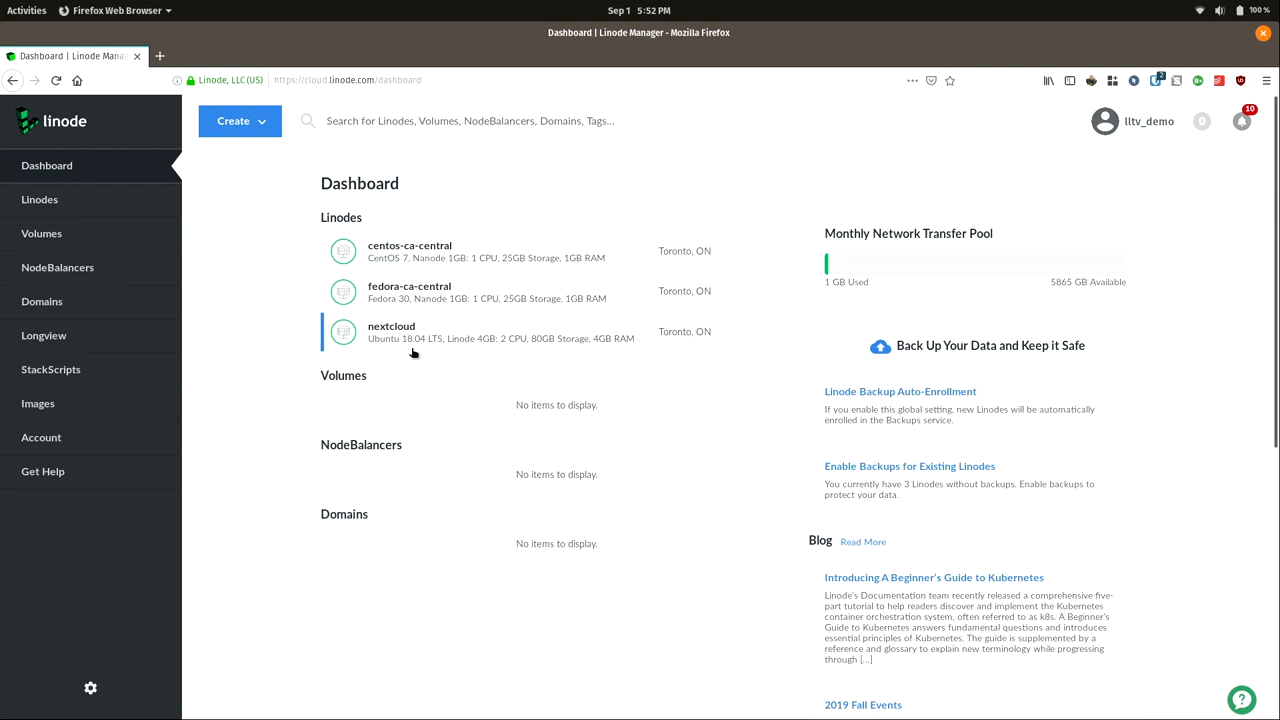 Activities
Firefox Web Browser
Sep 1 5:52 PM
100 %
Dashboard | Linode Manager - Mozilla Firefox
Dashboard | Linode Mana
Linode, LLC (US)
https://cloud.linode.com/dashboard
2
linode
Create
Search for Linodes, Volumes, NodeBalancers, Domains, Tags...
lltv_demo
0
10
Dashboard
Linodes
Volumes
NodeBalancers
Domains
Longview
StackScripts
Images
Account
Get Help
Dashboard
Linodes
centos-ca-central
CentOS 7, Nanode 1GB: 1 CPU, 25GB Storage, 1GB RAM
Toronto, ON
fedora-ca-central
Fedora 30, Nanode 1GB: 1 CPU, 25GB Storage, 1GB RAM
Toronto, ON
nextcloud
Ubuntu 18.04 LTS, Linode 4GB: 2 CPU, 80GB Storage, 4GB RAM
Toronto, ON
Volumes
No items to display.
NodeBalancers
No items to display.
Domains
No items to display.
Monthly Network Transfer Pool
1 GB Used
5865 GB Available
Back Up Your Data and Keep it Safe
Linode Backup Auto-Enrollment
If you enable this global setting, new Linodes will be automatically
enrolled in the Backups service.
Enable Backups for Existing Linodes
You currently have 3 Linodes without backups. Enable backups to
protect your data.
Blog
Read More
Introducing A Beginner's Guide to Kubernetes
Linode's Documentation team recently released a comprehensive five-
part tutorial to help readers discover and implement the Kubernetes
container orchestration system, often referred to as k8s. A Beginner's
Guide to Kubernetes answers fundamental questions and introduces
essential principles of Kubernetes. The guide is supplemented by a
reference and glossary to explain new terminology while progressing
through [...]
2019 Fall Events